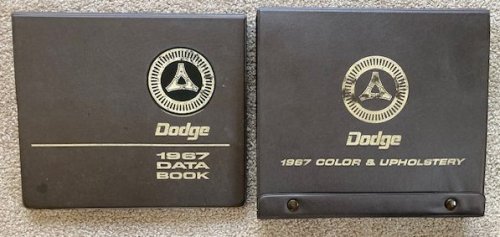 Dodge
1967
DATA
BOOK
Dodge
1967 COLOR & UPHOLSTERY